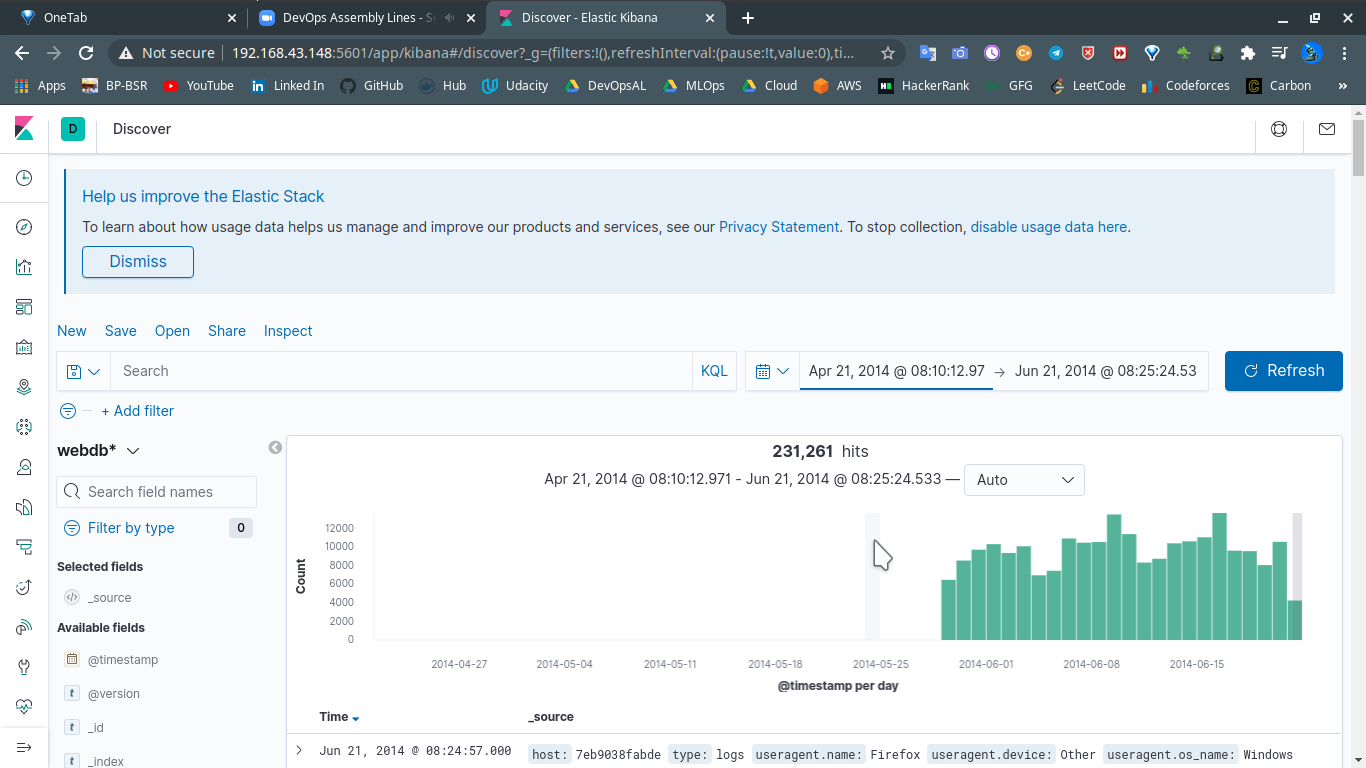 OneTab
DevOps Assembly Lines - S
Discover - Elastic Kibana
Not secure 192.168.43.148:5601/app/kibana#/discover?_g=(filters:!(),refreshInterval:(pause:!t,value:0),ti...
Apps BP-BSR YouTube Linked In GitHub Hub Udacity DevOpsAL MLOps Cloud AWS HackerRank GFG LeetCode Codeforces Carbon »
D Discover
Help us improve the Elastic Stack
To learn about how usage data helps us manage and improve our products and services, see our Privacy Statement. To stop collection, disable usage data here.
Dismiss
New Save Open Share Inspect
Search KQL Apr 21, 2014 @ 08:10:12.97 → Jun 21, 2014 @ 08:25:24.53 Refresh
+ Add filter
webdb*
Search field names
Filter by type 0
Selected fields
_source
Available fields
@timestamp
@version
_id
_index
231,261 hits
Apr 21, 2014 @ 08:10:12.971 - Jun 21, 2014 @ 08:25:24.533 — Auto
Count
12000
10000
8000
6000
4000
2000
0
2014-04-27 2014-05-04 2014-05-11 2014-05-18 2014-05-25 2014-06-01 2014-06-08 2014-06-15
@timestamp per day
Time _source
Jun 21, 2014 @ 08:24:57.000 host: 7eb9038fabde type: logs useragent.name: Firefox useragent.device: Other useragent.os_name: Windows